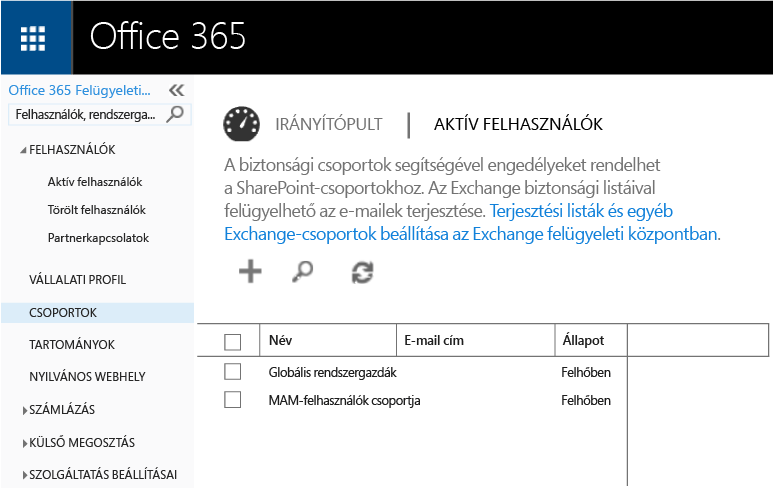 Office 365
Office 365 Felügyeleti...
Felhasználók, rendszerga...
FELHASZNÁLÓK
Aktív felhasználók
Törölt felhasználók
Partnerkapcsolatok
VÁLLALATI PROFIL
CSOPORTOK
TARTOMÁNYOK
NYILVÁNOS WEBHELY
SZÁMLÁZÁS
KÜLSŐ MEGOSZTÁS
SZOLGÁLTATÁS BEÁLLÍTÁSAI
IRÁNYÍTÓPULT | AKTÍV FELHASZNÁLÓK
A biztonsági csoportok segítségével engedélyeket rendelhet
a SharePoint-csoportokhoz. Az Exchange biztonsági listáival
felügyelhető az e-mailek terjesztése. Terjesztési listák és egyéb
Exchange-csoportok beállítása az Exchange felügyeleti központban.
Név E-mail cím Állapot
Globális rendszergazdák Felhőben
MAM-felhasználók csoportja Felhőben